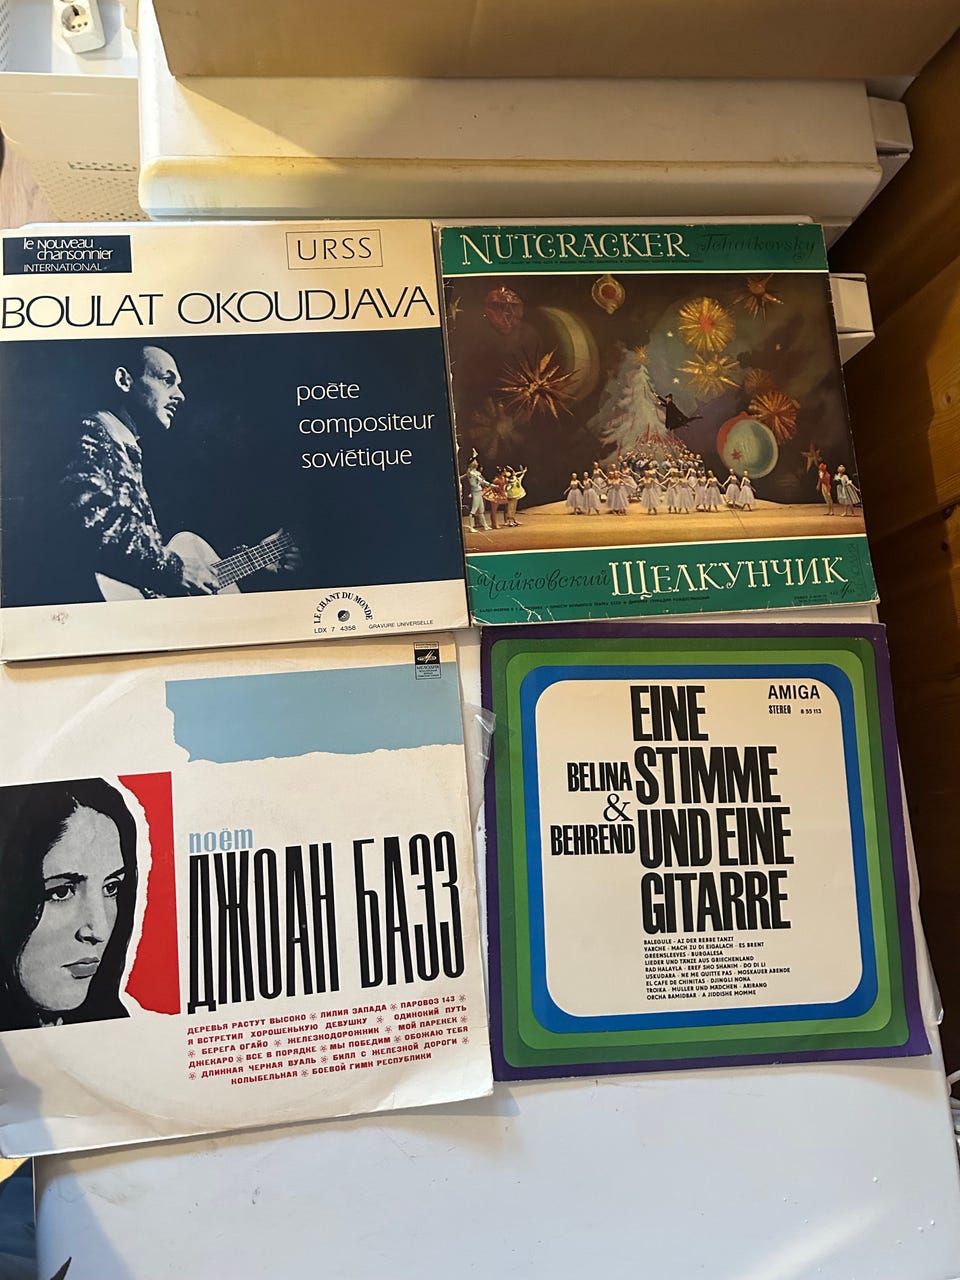 le nouveau
chansonnier
INTERNATIONAL
URSS
BOULAT OKOUDJAVA
poète
compositeur
soviétique
LE CHANT DU MONDE
LDX 7 4358
GRAVURE UNIVERSELLE
NUTCRACKER Tchaikovsky
Чайковский ЩЕЛКУНЧИК
МЕЛОДИЯ
поёт
ДЖОАН БАЭЗ
ДЕРЕВЬЯ РАСТУТ ВЫСОКО ※ ЛИЛИЯ ЗАПАДА ※ ПАРОВОЗ 143 ※
Я ВСТРЕТИЛ ХОРОШЕНЬКУЮ ДЕВУШКУ ※ ОДИНОКИЙ ПУТЬ
※ БЕРЕГА ОГАЙО ※ ЖЕЛЕЗНОДОРОЖНИК ※ МОЙ ПАРЕНЕК ※
ДЖЕКАРО ※ ВСЕ В ПОРЯДКЕ ※ МЫ ПОБЕДИМ ※ ОБОЖАЮ ТЕБЯ
※ ДЛИННАЯ ЧЕРНАЯ ВУАЛЬ ※ БИЛЛ С ЖЕЛЕЗНОЙ ДОРОГИ ※
КОЛЫБЕЛЬНАЯ ※ БОЕВОЙ ГИМН РЕСПУБЛИКИ
AMIGA
STEREO 8 55 113
BELINA
&
BEHREND
EINE
STIMME
UND EINE
GITARRE
BALEGULE · AZ DER REBBE TANZT
YARCHE · MACH ZU DI EIGALACH · ES BRENT
GREENSLEEVES · BURGALESA
LIEDER UND TÄNZE AUS GRIECHENLAND
RAD HALAYLA · EREF SHO SHANIM · DO DI LI
USKUDARA · NE ME QUITTE PAS · MOSKAUER ABENDE
EL CAFE DE CHINITAS · DJINGLI NONA
TROIKA · MULLER UND MÄDCHEN · ARIRANG
ORCHA BAMIDBAR · A JIDDISHE MOMME